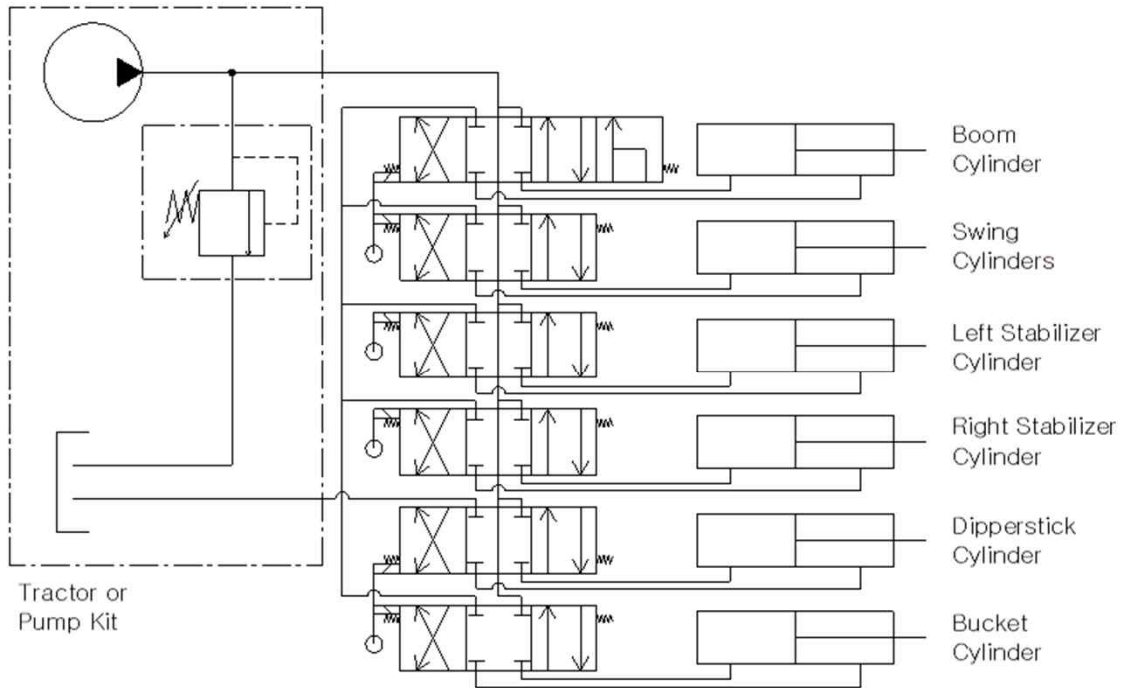 Boom
Cylinder
Swing
Cylinders
Left Stabilizer
Cylinder
Right Stabilizer
Cylinder
Dipperstick
Cylinder
Tractor or
Pump Kit
Bucket
Cylinder